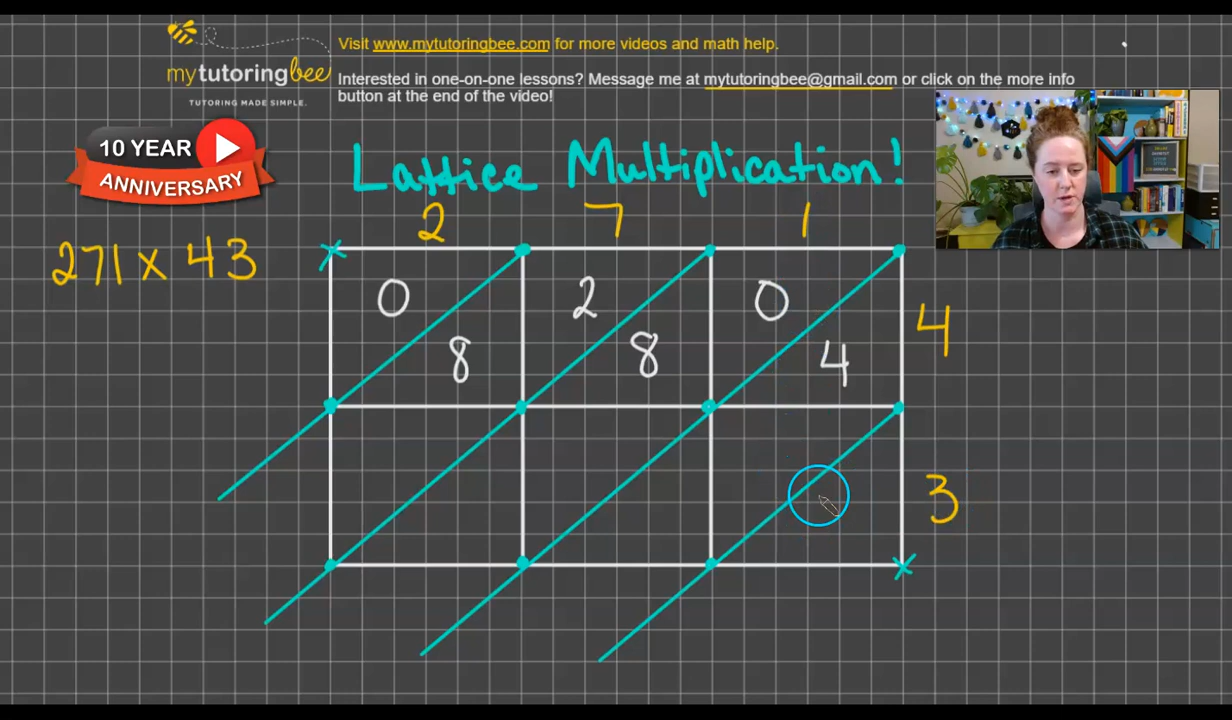 Visit www.mytutoringbee.com for more videos and math help.
mytutoringbee
TUTORING MADE SIMPLE.
Interested in one-on-one lessons? Message me at mytutoringbee@gmail.com or click on the more info
button at the end of the video!
10 YEAR
ANNIVERSARY
Lattice Multiplication!
271 x 43
2 7 1
0 2 0
4
8 8 4
3